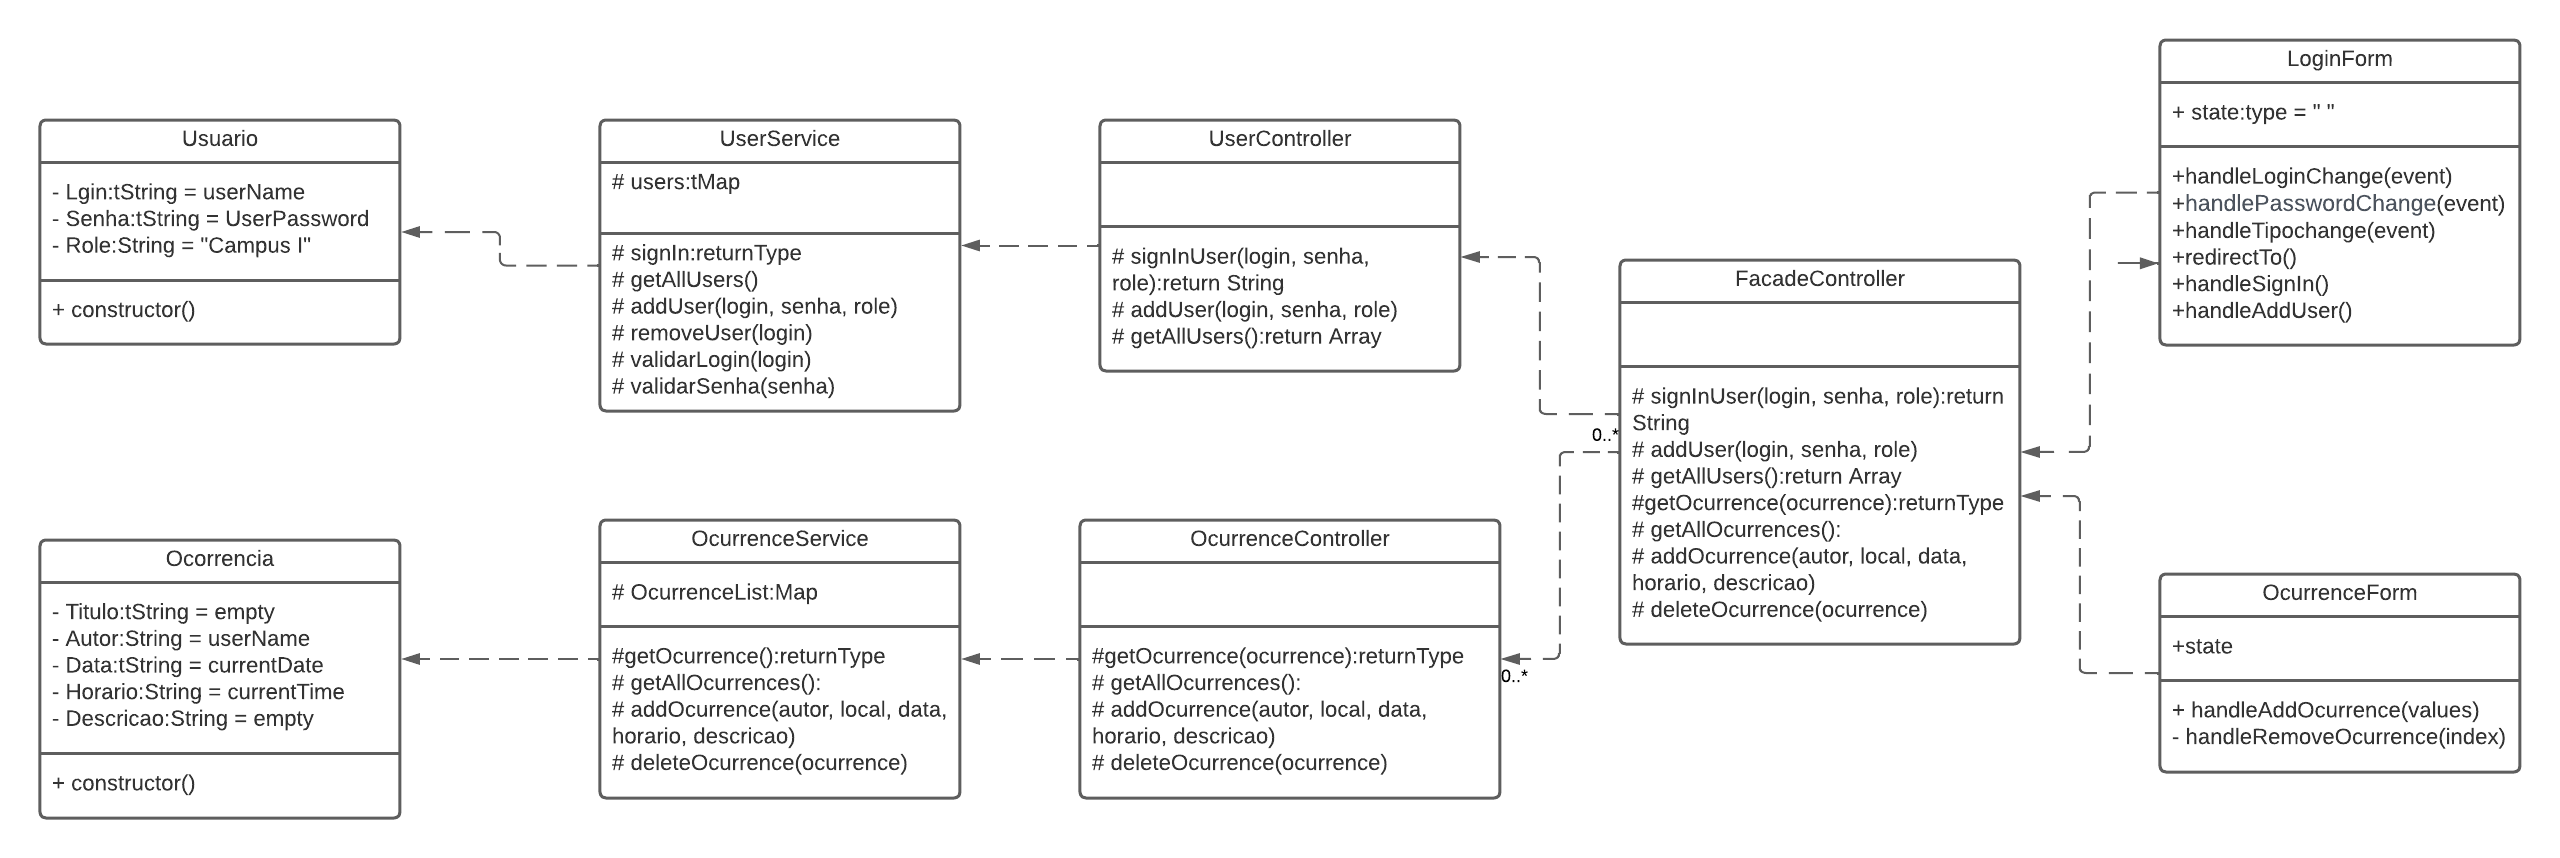 Usuario
- Lgin:tString = userName
- Senha:tString = UserPassword
- Role:String = "Campus I"
+ constructor()
UserService
# users:tMap
# signIn:returnType
# getAllUsers()
# addUser(login, senha, role)
# removeUser(login)
# validarLogin(login)
# validarSenha(senha)
UserController
# signInUser(login, senha,
role):return String
# addUser(login, senha, role)
# getAllUsers():return Array
FacadeController
# signInUser(login, senha, role):return
String
# addUser(login, senha, role)
# getAllUsers():return Array
#getOcurrence(ocurrence):returnType
# getAllOcurrences():
# addOcurrence(autor, local, data,
horario, descricao)
# deleteOcurrence(ocurrence)
0..*
0..*
LoginForm
+ state:type = " "
+handleLoginChange(event)
+handlePasswordChange(event)
+handleTipochange(event)
+redirectTo()
+handleSignIn()
+handleAddUser()
Ocorrencia
- Titulo:tString = empty
- Autor:String = userName
- Data:tString = currentDate
- Horario:String = currentTime
- Descricao:String = empty
+ constructor()
OcurrenceService
# OcurrenceList:Map
#getOcurrence():returnType
# getAllOcurrences():
# addOcurrence(autor, local, data,
horario, descricao)
# deleteOcurrence(ocurrence)
OcurrenceController
#getOcurrence(ocurrence):returnType
# getAllOcurrences():
# addOcurrence(autor, local, data,
horario, descricao)
# deleteOcurrence(ocurrence)
OcurrenceForm
+state
+ handleAddOcurrence(values)
- handleRemoveOcurrence(index)